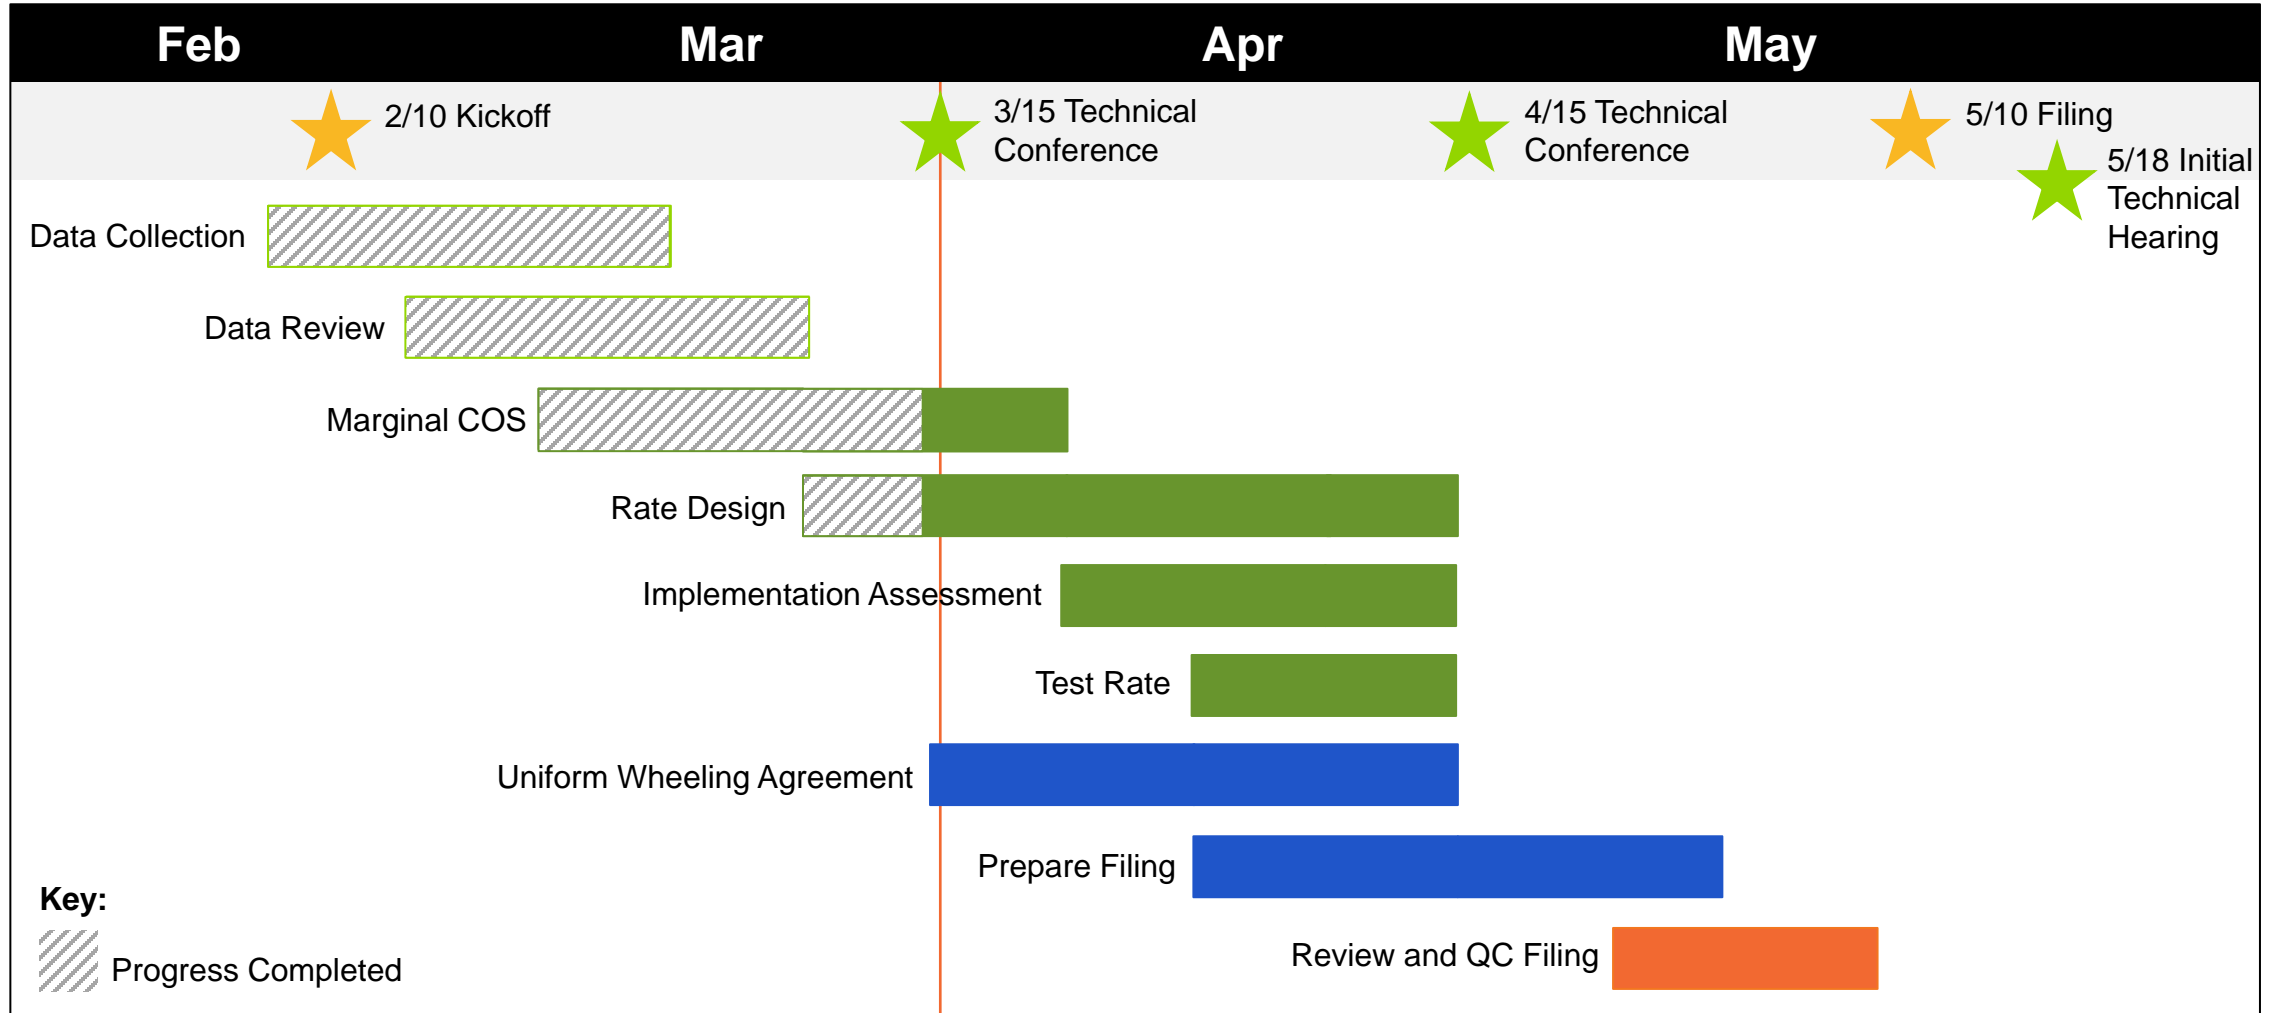 Feb Mar Apr May
2/10 Kickoff
3/15 Technical
Conference
4/15 Technical
Conference
5/10 Filing
5/18 Initial
Technical
Hearing
Data Collection
Data Review
Marginal COS
Rate Design
Implementation Assessment
Test Rate
Uniform Wheeling Agreement
Prepare Filing
Review and QC Filing
Key:
Progress Completed